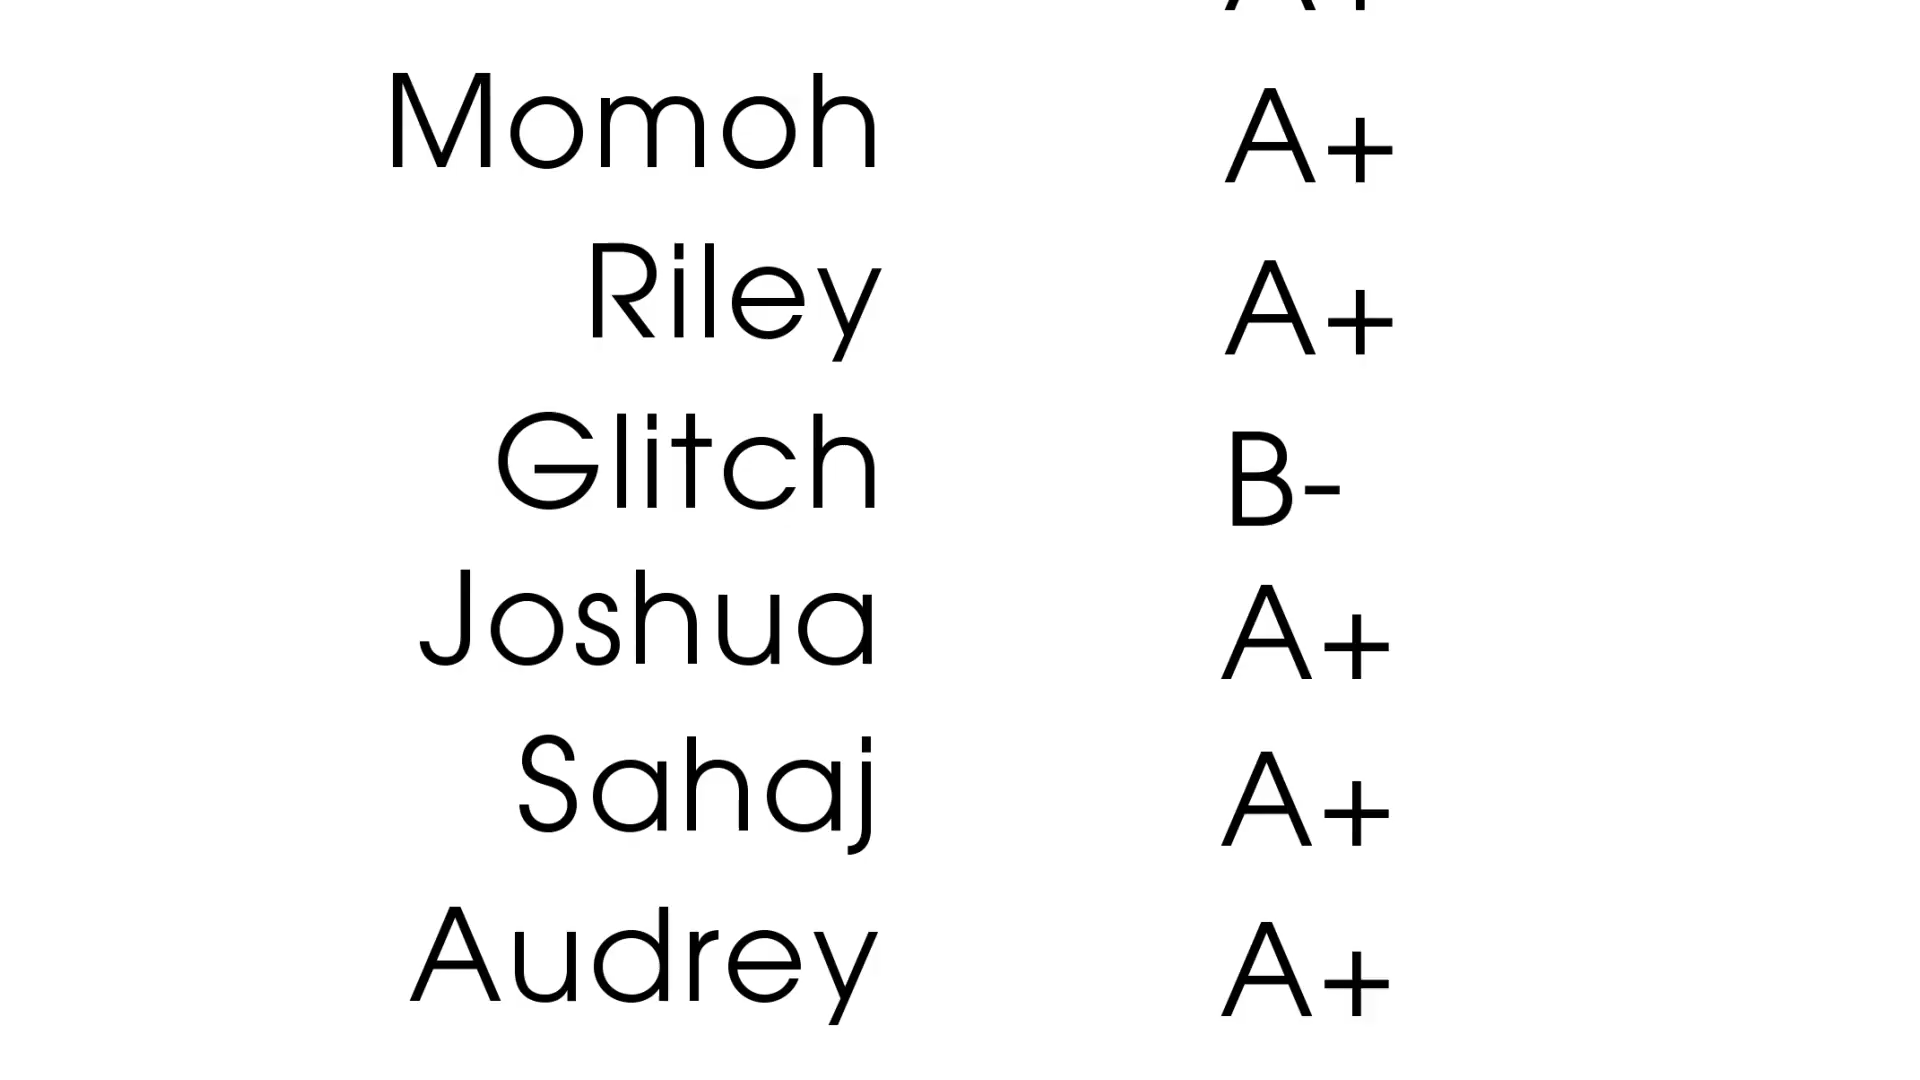 Momoh A+
Riley A+
Glitch B-
Joshua A+
Sahaj A+
Audrey A+